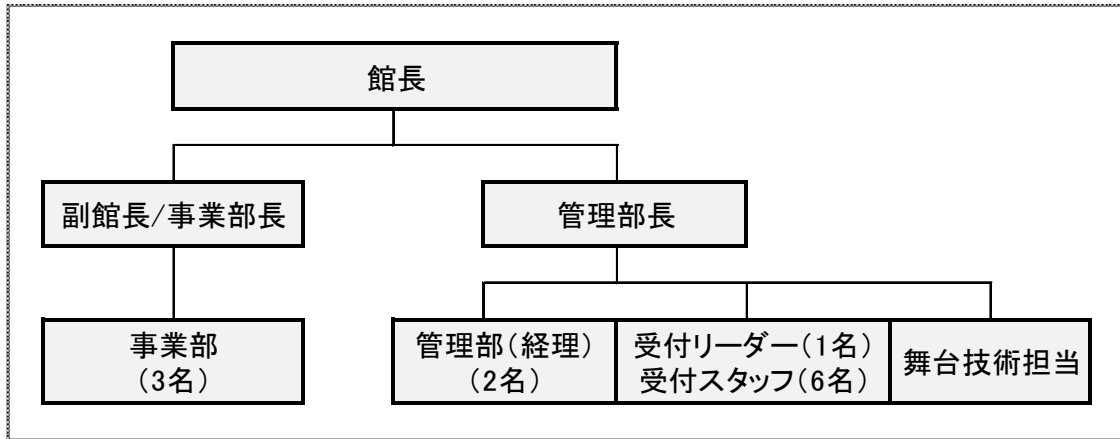 館長
副館長/事業部長
管理部長
事業部
(3名)
管理部(経理)
(2名)
受付リーダー(1名)
受付スタッフ(6名)
舞台技術担当